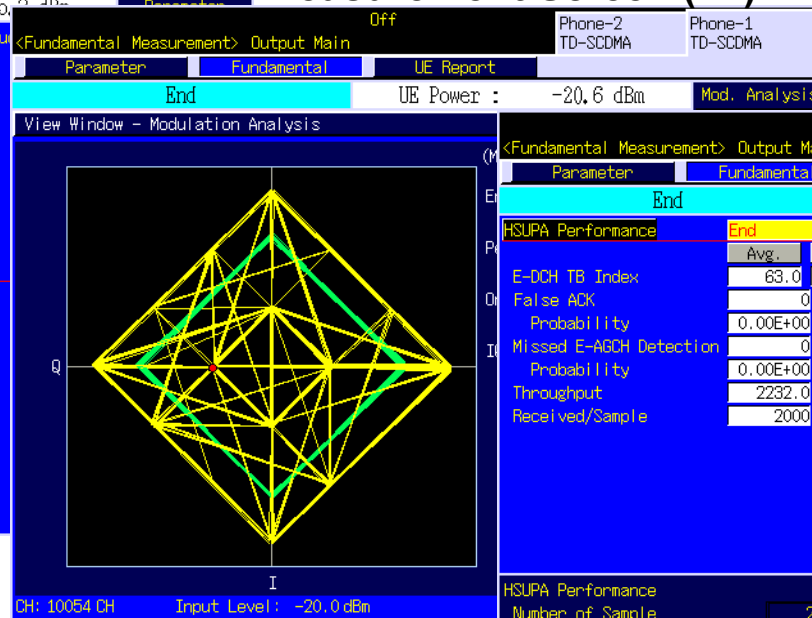 Off
Phone-2
TD-SCDMA
Phone-1
TD-SCDMA
<Fundamental Measurement> Output Main
Parameter
Fundamental
UE Report
End
UE Power :
-20.6 dBm
Mod. Analysis
View Window - Modulation Analysis
Q
I
CH: 10054 CH
Input Level: -20.0 dBm
<Fundamental Measurement> Output
Parameter
Fundamental
End
HSUPA Performance
End
Avg.
E-DCH TB Index
63.0
False ACK
0
Probability
0.00E+00
Missed E-AGCH Detection
0
Probability
0.00E+00
Throughput
2232.0
Received/Sample
2000
HSUPA Performance
Number of Sample